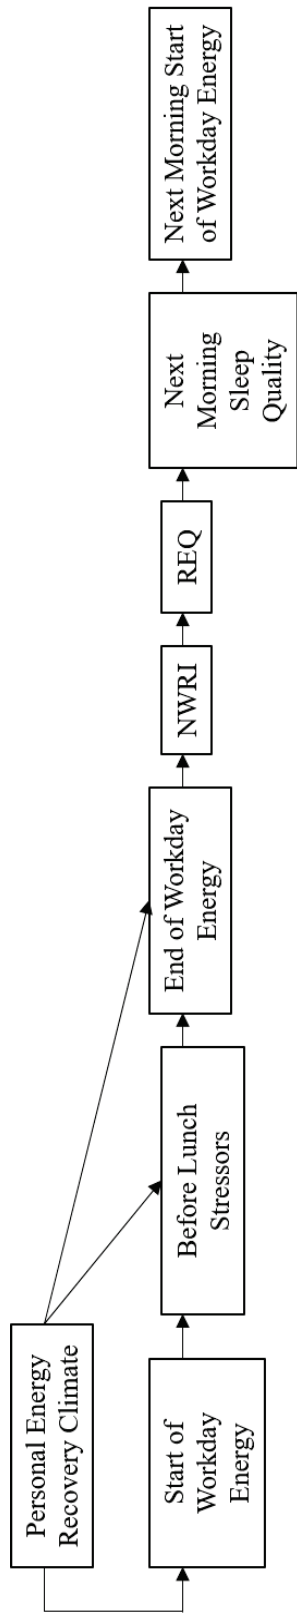 Personal Energy
Recovery Climate
Start of
Workday
Energy
Before Lunch
Stressors
End of Workday
Energy
NWRI
REQ
Next
Morning
Sleep
Quality
Next Morning Start
of Workday Energy